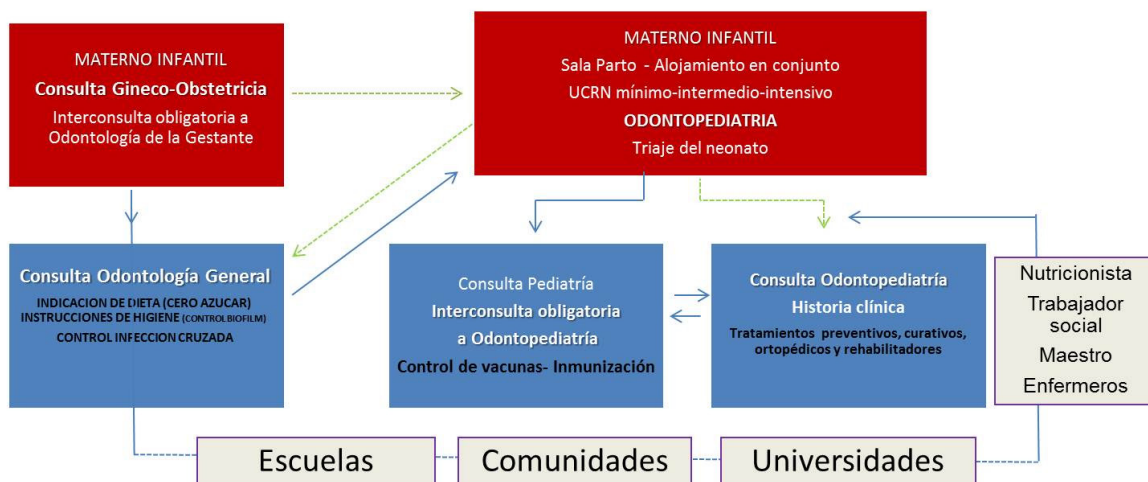 MATERNO INFANTIL
Consulta Gineco-Obstetricia
Interconsulta obligatoria a
Odontología de la Gestante
MATERNO INFANTIL
Sala Parto - Alojamiento en conjunto
UCRN mínimo-intermedio-intensivo
ODONTOPEDIATRIA
Triaje del neonato
Consulta Odontología General
INDICACION DE DIETA (CERO AZUCAR)
INSTRUCCIONES DE HIGIENE (CONTROL BIOFILM)
CONTROL INFECCION CRUZADA
Consulta Pediatría
Interconsulta obligatoria
a Odontopediatría
Control de vacunas- Inmunización
Consulta Odontopediatría
Historia clínica
Tratamientos preventivos, curativos,
ortopédicos y rehabilitadores
Nutricionista
Trabajador
social
Maestro
Enfermeros
Escuelas
Comunidades
Universidades